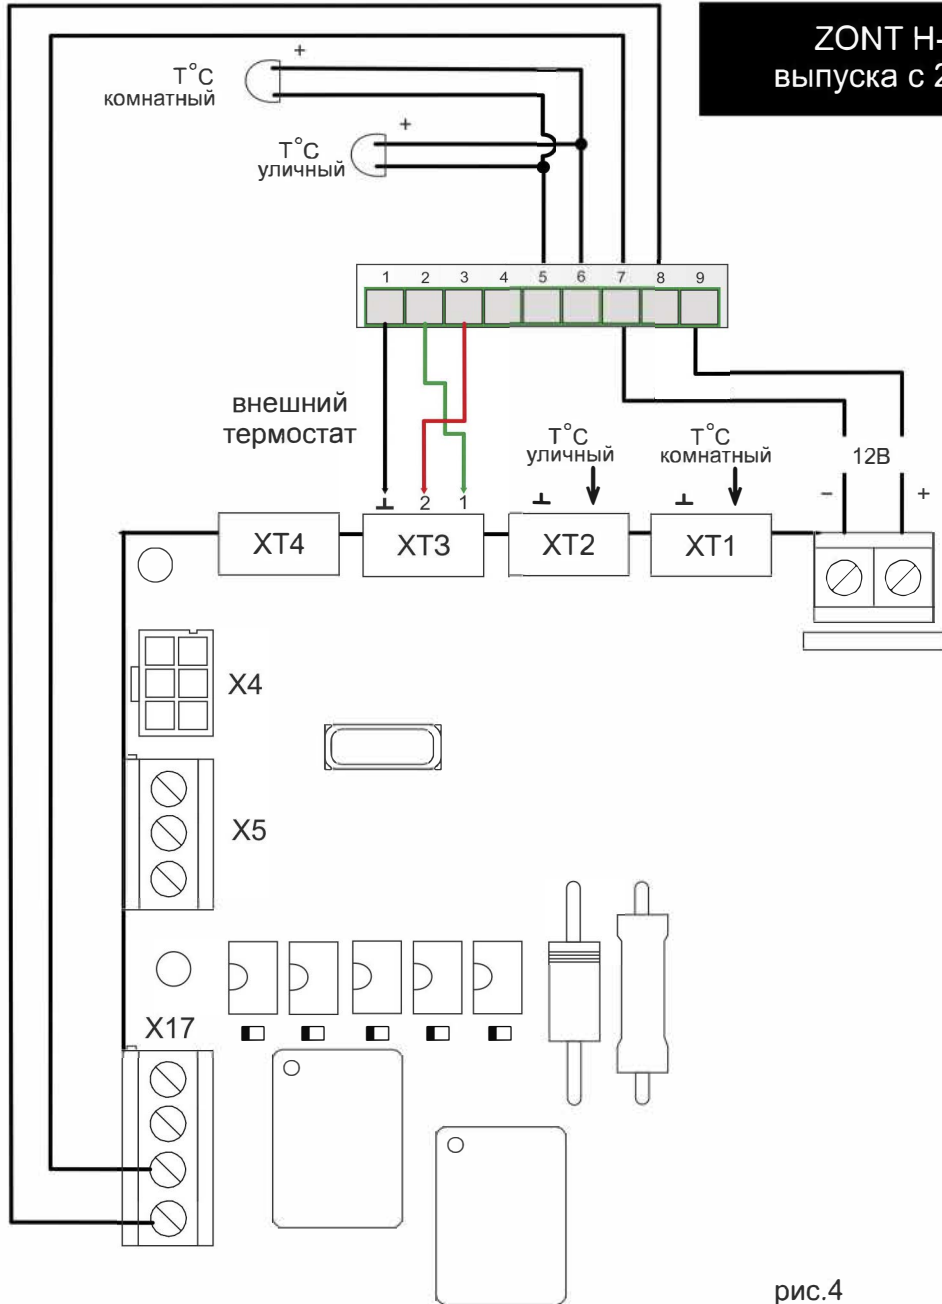 ZONT H-
выпуска с 2
+
T°C
комнатный
+
T°C
уличный
1 2 3 4 5 6 7 8 9
внешний
термостат
T°C
уличный
T°C
комнатный
12В
− +
2 1
XT4 XT3 XT2 XT1
X4
X5
X17
рис.4